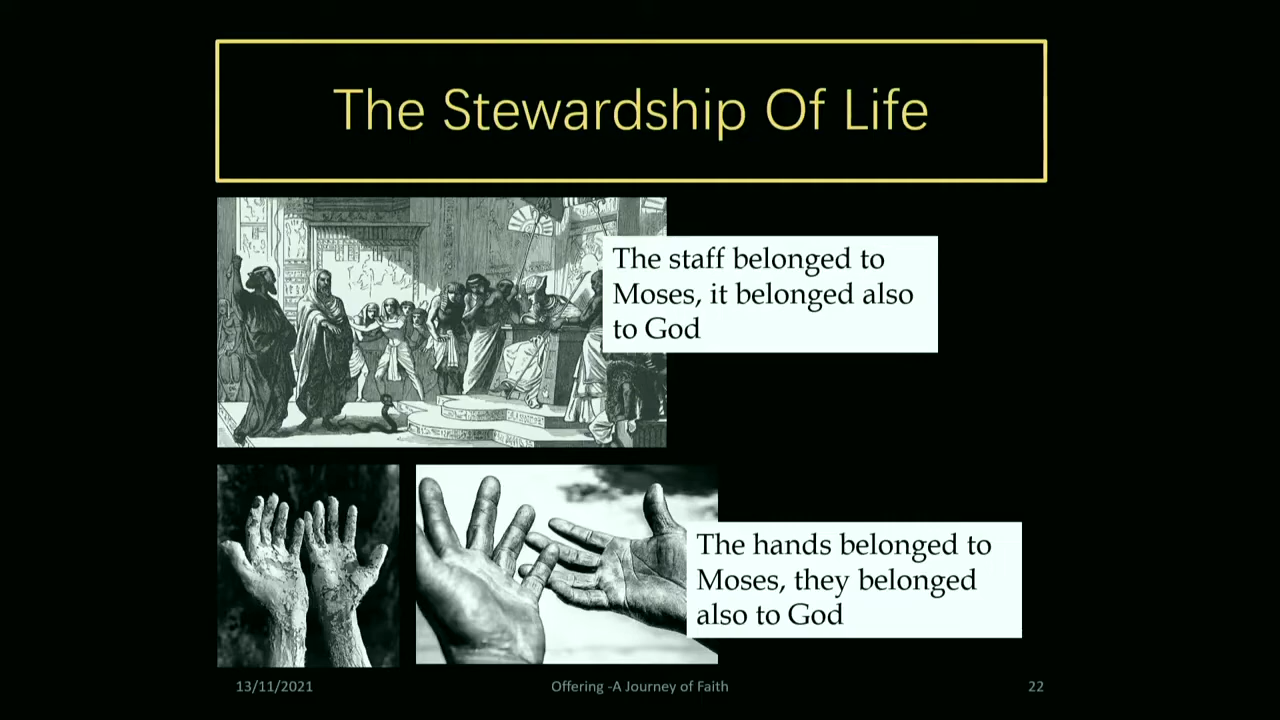 The Stewardship Of Life
The staff belonged to
Moses, it belonged also
to God
The hands belonged to
Moses, they belonged
also to God
13/11/2021
Offering -A Journey of Faith
22